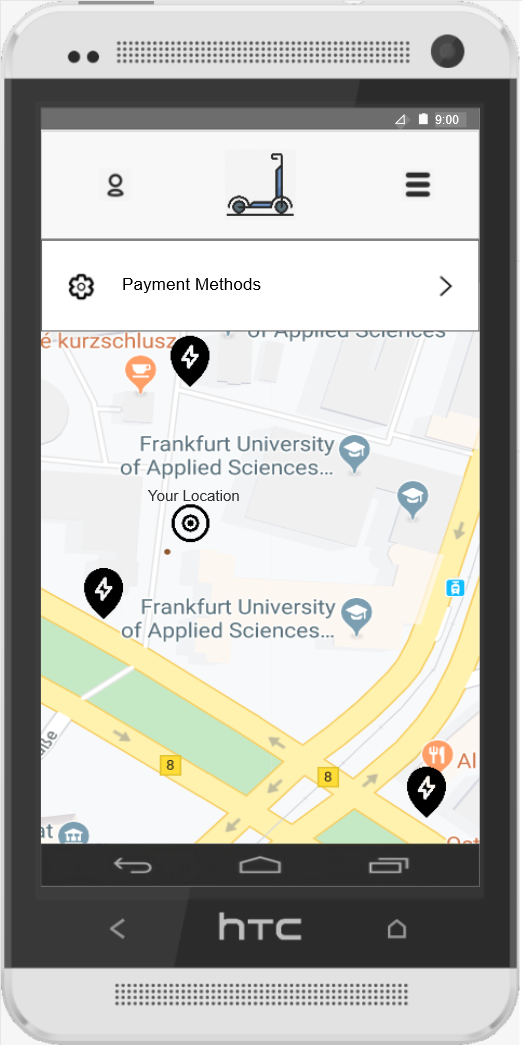 9:00
Payment Methods
of Applied Sciences
é kurzschlusz
Frankfurt University
of Applied Sciences...
Your Location
Frankfurt University
of Applied Sciences...
8
8
Al
at
hTC